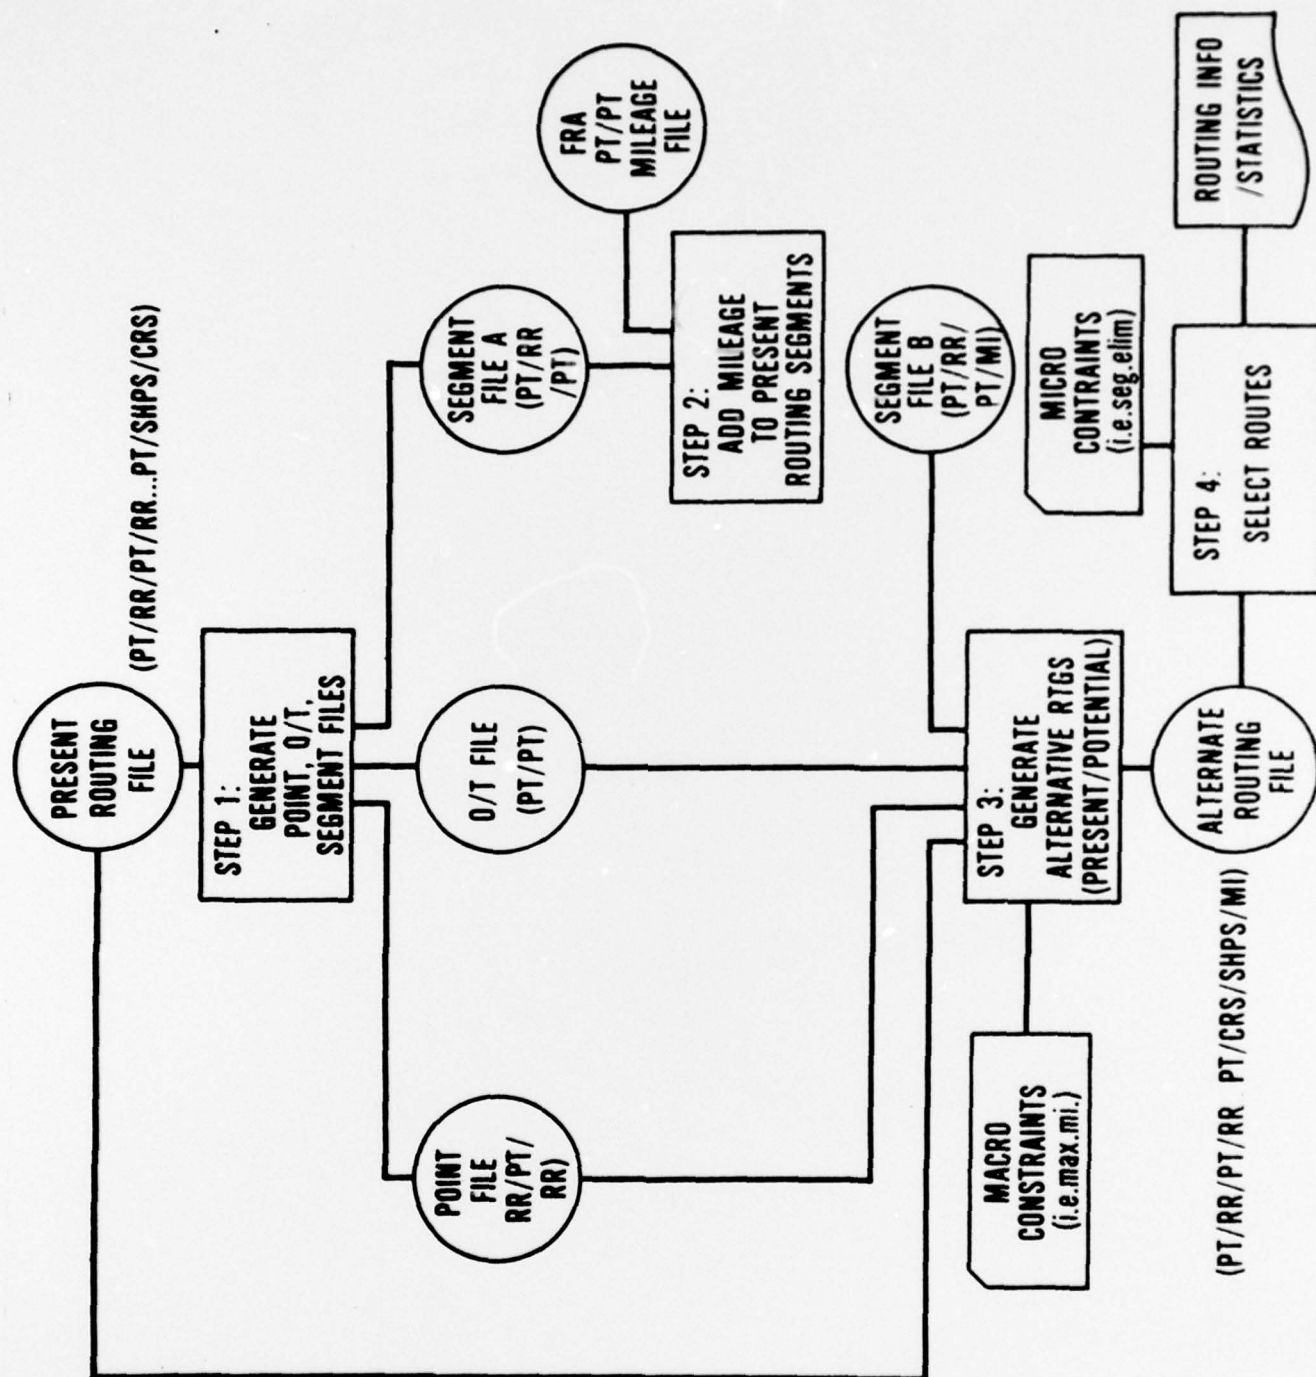 PRESENT
ROUTING
FILE
(PT/RR/PT/RR...PT/SHPS/CRS)
STEP 1:
GENERATE
POINT, O/T,
SEGMENT FILES
POINT
FILE
RR/PT/
RR)
O/T FILE
(PT/PT)
SEGMENT
FILE A
(PT/RR
/PT)
FRA
PT/PT
MILEAGE
FILE
STEP 2:
ADD MILEAGE
TO PRESENT
ROUTING SEGMENTS
SEGMENT
FILE B
(PT/RR/
PT/MI)
MACRO
CONSTRAINTS
(i.e.max.mi.)
STEP 3:
GENERATE
ALTERNATIVE RTGS
(PRESENT/POTENTIAL)
MICRO
CONTRAINTS
(i.e.seg.elim)
(PT/RR/PT/RR PT/CRS/SHPS/MI)
ALTERNATE
ROUTING
FILE
STEP 4:
SELECT ROUTES
ROUTING INFO
/STATISTICS